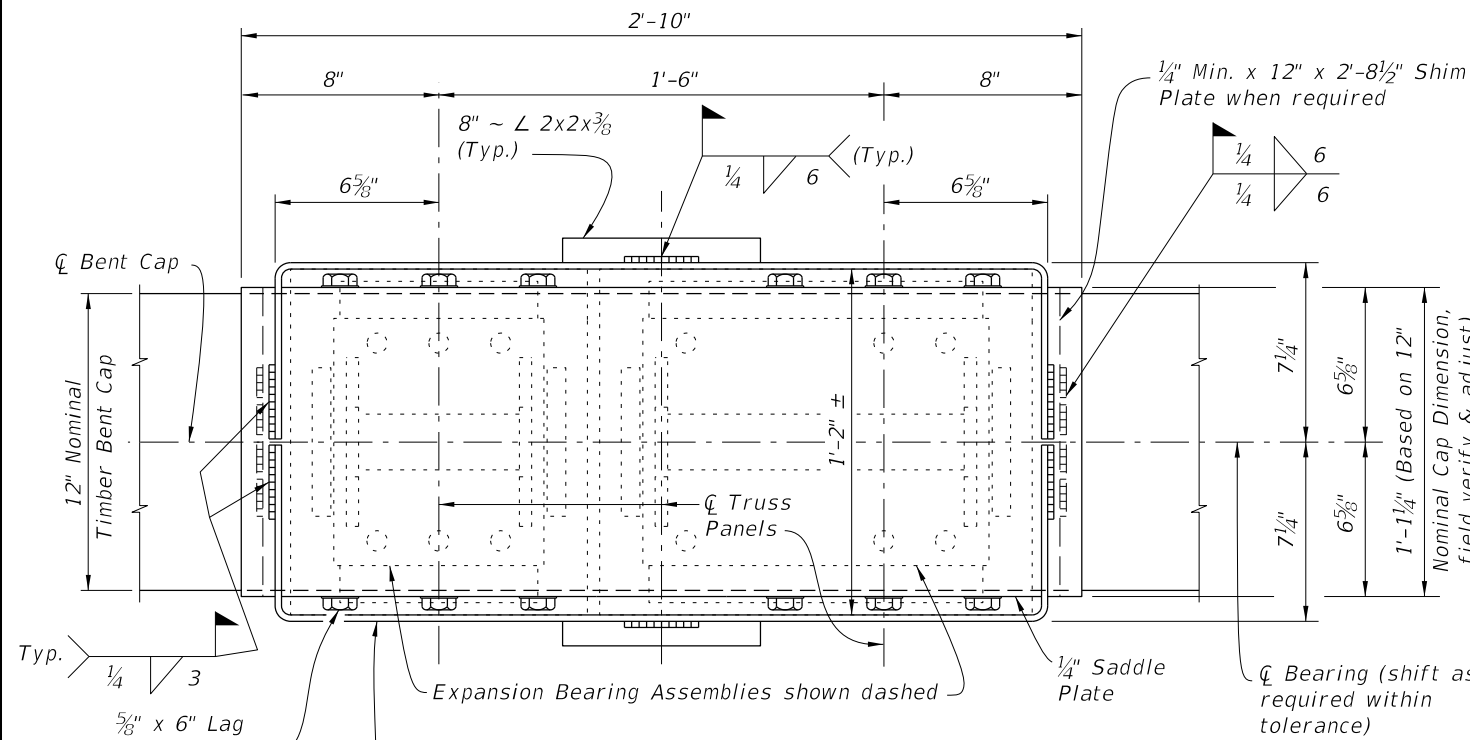 2'-10"
8"
1'-6"
8"
¼" Min. x 12" x 2'-8½" Shim
Plate when required
8" ~ ∠ 2x2x⅜
(Typ.)
¼
6
(Typ.)
¼
6
¼
6
6⅝"
6⅝"
℄ Bent Cap
12" Nominal
Timber Bent Cap
1'-2" ±
7¼"
7¼"
6⅝"
6⅝"
1'-1¼" (Based on 12"
Nominal Cap Dimension,
field verify & adjust)
℄ Truss
Panels
Typ.
¼
3
Expansion Bearing Assemblies shown dashed
¼" Saddle
Plate
℄ Bearing (shift as
required within
tolerance)
⅝" x 6" Lag